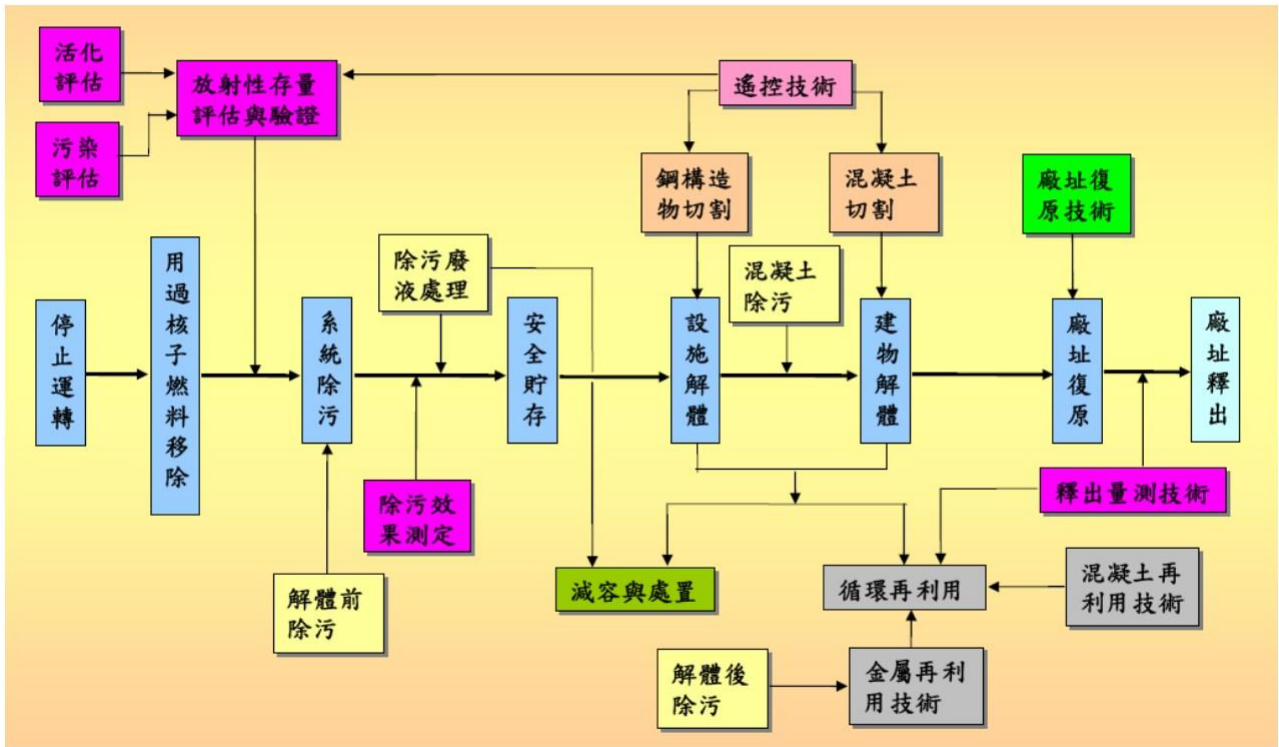 活化
評估
放射性存量
評估與驗證
遙控技術
污染
評估
鋼構造
物切割
混凝土
切割
廠址復
原技術
除污廢
液處理
混凝土
除污
停止運轉
用過核子燃料移除
系統除污
安全貯存
設施解體
建物解體
廠址復原
廠址釋出
除污效
果測定
釋出量測技術
解體前
除污
減容與處置
循環再利用
混凝土再
利用技術
解體後
除污
金屬再利
用技術